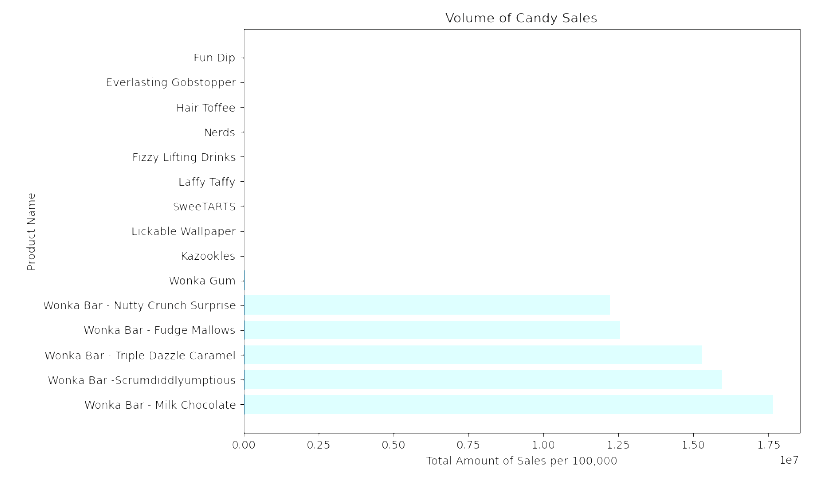 Volume of Candy Sales
Product Name
Fun Dip
Everlasting Gobstopper
Hair Toffee
Nerds
Fizzy Lifting Drinks
Laffy Taffy
SweeTARTS
Lickable Wallpaper
Kazookles
Wonka Gum
Wonka Bar - Nutty Crunch Surprise
Wonka Bar - Fudge Mallows
Wonka Bar - Triple Dazzle Caramel
Wonka Bar -Scrumdiddlyumptious
Wonka Bar - Milk Chocolate
0.00 0.25 0.50 0.75 1.00 1.25 1.50 1.75
Total Amount of Sales per 100,000
1e7